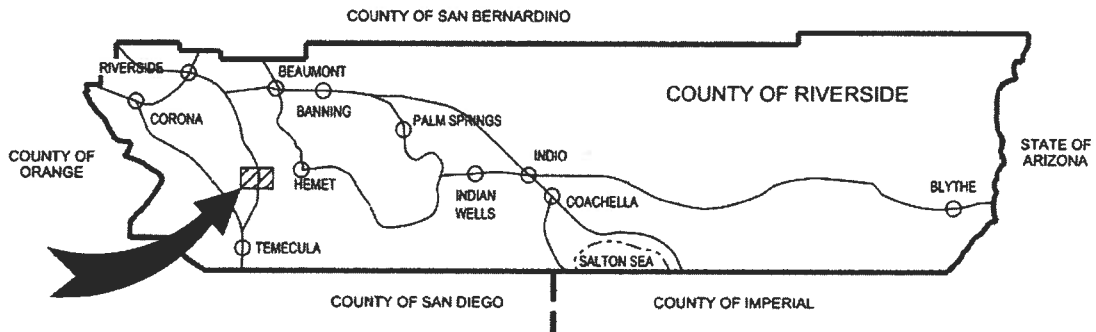 COUNTY OF SAN BERNARDINO
RIVERSIDE
BEAUMONT
COUNTY OF RIVERSIDE
BANNING
CORONA
PALM SPRINGS
COUNTY OF
ORANGE
STATE OF
ARIZONA
INDIO
HEMET
INDIAN
WELLS
COACHELLA
BLYTHE
TEMECULA
SALTON SEA
COUNTY OF SAN DIEGO
COUNTY OF IMPERIAL